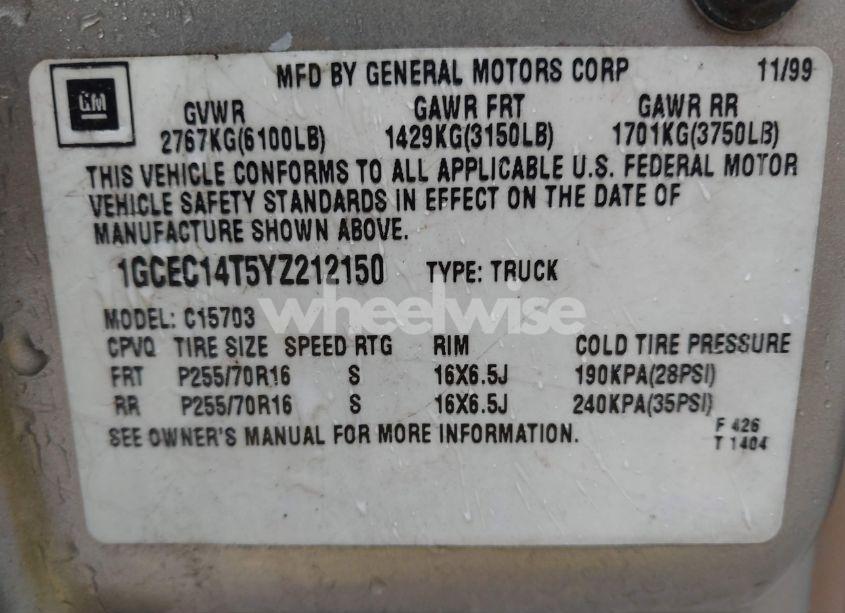 GM
MFD BY GENERAL MOTORS CORP 11/99
GVWR GAWR FRT GAWR RR
2767KG(6100LB) 1429KG(3150LB) 1701KG(3750LB)
THIS VEHICLE CONFORMS TO ALL APPLICABLE U.S. FEDERAL MOTOR
VEHICLE SAFETY STANDARDS IN EFFECT ON THE DATE OF
MANUFACTURE SHOWN ABOVE.
1GCEC14T5YZ212150 TYPE: TRUCK
wheelwise
MODEL: C15703
CPVQ TIRE SIZE SPEED RTG RIM COLD TIRE PRESSURE
FRT P255/70R16 S 16X6.5J 190KPA(28PSI)
RR P255/70R16 S 16X6.5J 240KPA(35PSI)
SEE OWNER'S MANUAL FOR MORE INFORMATION.
F 426
T 1404